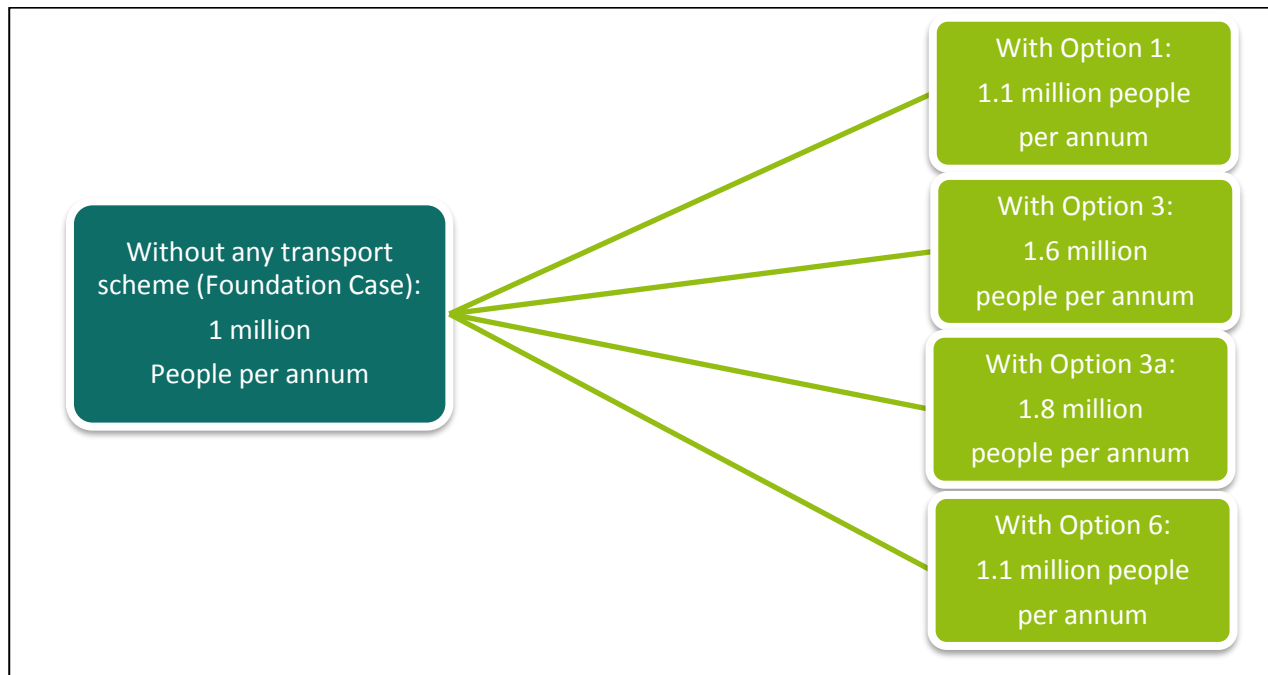 Without any transport
scheme (Foundation Case):
1 million
People per annum
With Option 1:
1.1 million people
per annum
With Option 3:
1.6 million
people per annum
With Option 3a:
1.8 million
people per annum
With Option 6:
1.1 million people
per annum